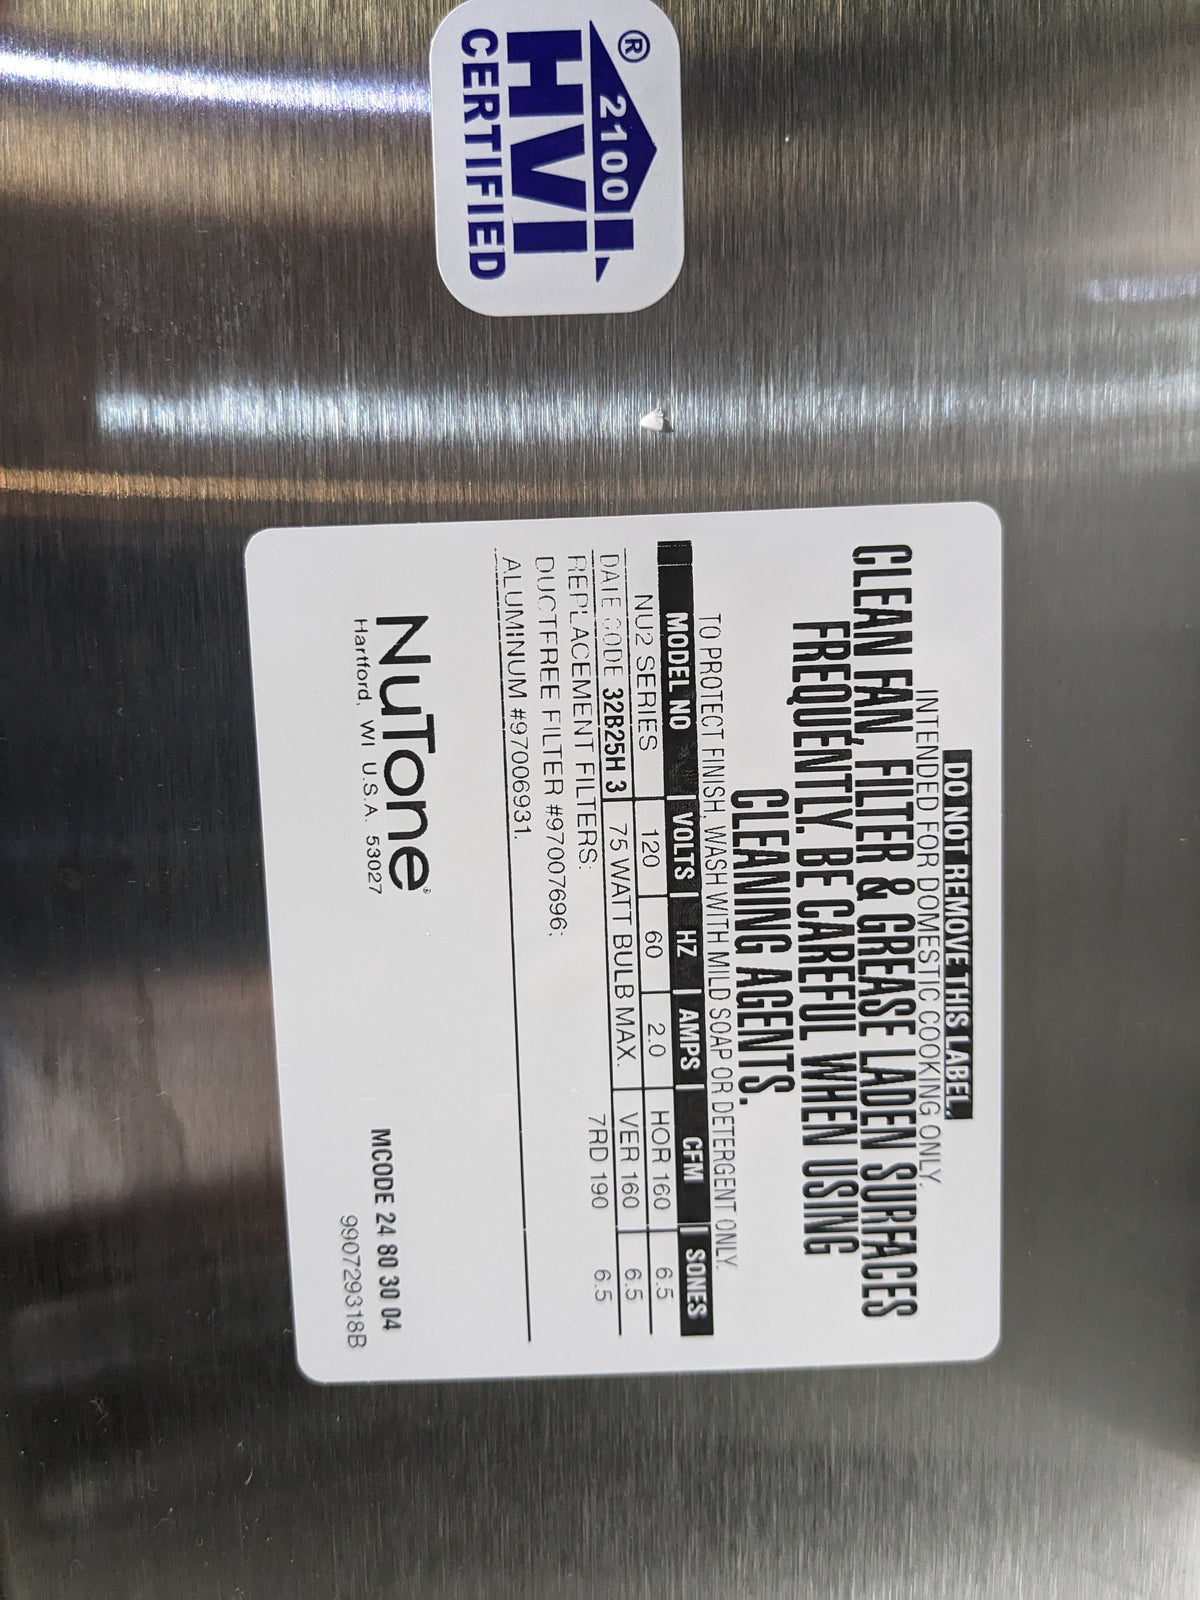 ®
2100
HVI
CERTIFIED
DO NOT REMOVE THIS LABEL.
INTENDED FOR DOMESTIC COOKING ONLY.
CLEAN FAN, FILTER & GREASE LADEN SURFACES
FREQUENTLY. BE CAREFUL WHEN USING
CLEANING AGENTS.
TO PROTECT FINISH, WASH WITH MILD SOAP OR DETERGENT ONLY.
MODEL NO VOLTS HZ AMPS CFM SONES
NU2 SERIES 120 60 2.0 HOR 160 6.5
DATE CODE 32B25H 3 75 WATT BULB MAX. VER 160 6.5
REPLACEMENT FILTERS: 7RD 190 6.5
DUCTFREE FILTER #97007696;
ALUMINUM #97006931.
NuTone®
Hartford, WI U.S.A. 53027
MCODE 24 80 30 04
990729318B